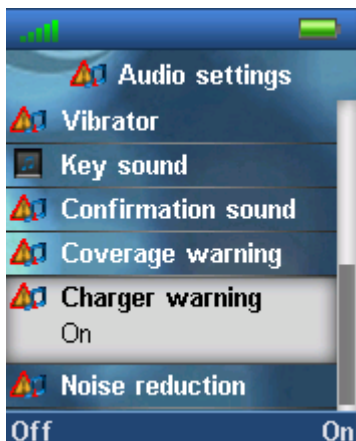 Audio settings
Vibrator
Key sound
Confirmation sound
Coverage warning
Charger warning
On
Noise reduction
Off On